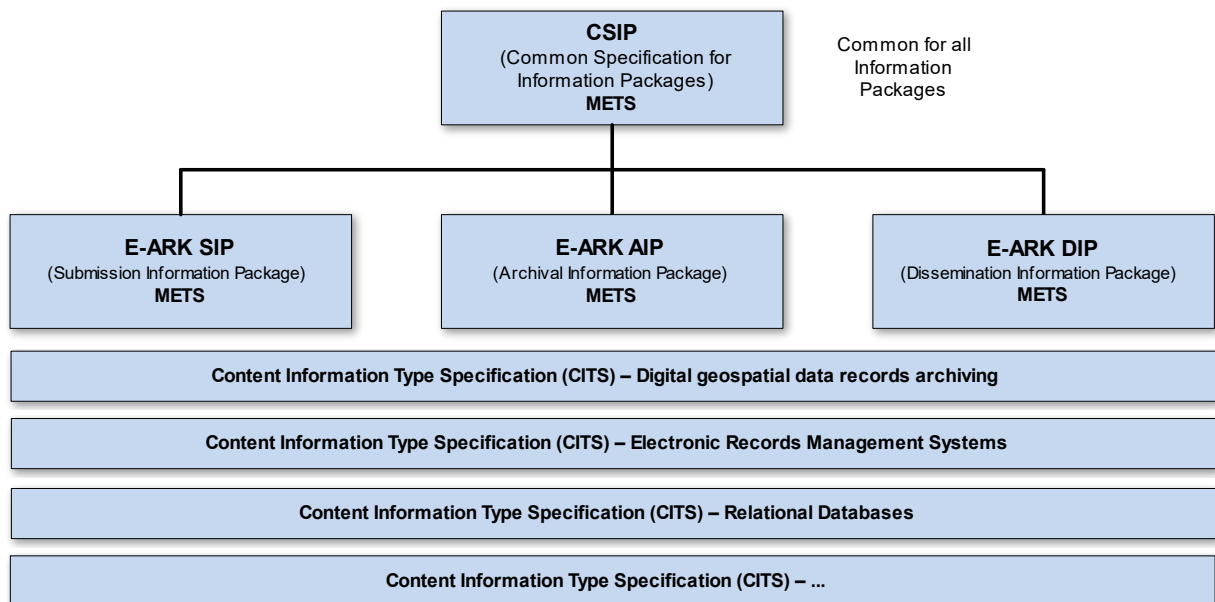 CSIP
(Common Specification for
Information Packages)
METS
Common for all
Information
Packages
E-ARK SIP
(Submission Information Package)
METS
E-ARK AIP
(Archival Information Package)
METS
E-ARK DIP
(Dissemination Information Package)
METS
Content Information Type Specification (CITS) – Digital geospatial data records archiving
Content Information Type Specification (CITS) – Electronic Records Management Systems
Content Information Type Specification (CITS) – Relational Databases
Content Information Type Specification (CITS) – ...